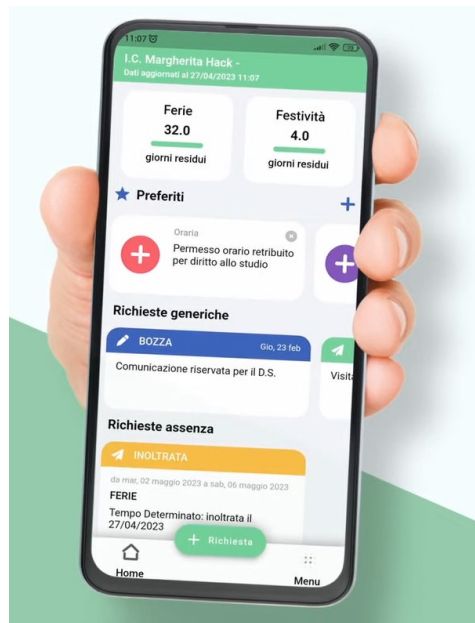 11:07
I.C. Margherita Hack -
Dati aggiornati al 27/04/2023 11:07
Ferie
32.0
giorni residui
Festività
4.0
giorni residui
Preferiti
Oraria
Permesso orario retribuito
per diritto allo studio
Richieste generiche
BOZZA
Gio, 23 feb
Comunicazione riservata per il D.S.
Visita
Richieste assenza
INOLTRATA
da mar, 02 maggio 2023 a sab, 06 maggio 2023
FERIE
Tempo Determinato: inoltrata il
27/04/2023
+ Richiesta
Home
Menu